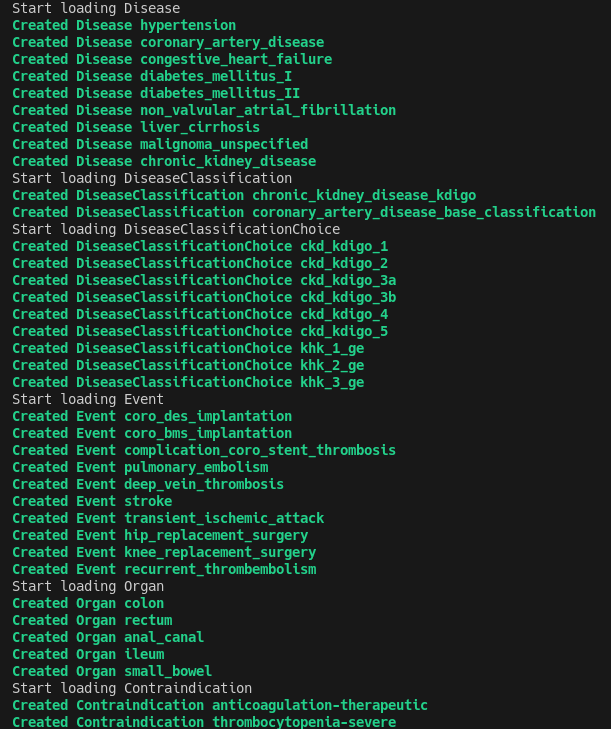 Start loading Disease
Created Disease hypertension
Created Disease coronary_artery_disease
Created Disease congestive_heart_failure
Created Disease diabetes_mellitus_I
Created Disease diabetes_mellitus_II
Created Disease non_valvular_atrial_fibrillation
Created Disease liver_cirrhosis
Created Disease malignoma_unspecified
Created Disease chronic_kidney_disease
Start loading DiseaseClassification
Created DiseaseClassification chronic_kidney_disease_kdigo
Created DiseaseClassification coronary_artery_disease_base_classification
Start loading DiseaseClassificationChoice
Created DiseaseClassificationChoice ckd_kdigo_1
Created DiseaseClassificationChoice ckd_kdigo_2
Created DiseaseClassificationChoice ckd_kdigo_3a
Created DiseaseClassificationChoice ckd_kdigo_3b
Created DiseaseClassificationChoice ckd_kdigo_4
Created DiseaseClassificationChoice ckd_kdigo_5
Created DiseaseClassificationChoice khk_1_ge
Created DiseaseClassificationChoice khk_2_ge
Created DiseaseClassificationChoice khk_3_ge
Start loading Event
Created Event coro_des_implantation
Created Event coro_bms_implantation
Created Event complication_coro_stent_thrombosis
Created Event pulmonary_embolism
Created Event deep_vein_thrombosis
Created Event stroke
Created Event transient_ischemic_attack
Created Event hip_replacement_surgery
Created Event knee_replacement_surgery
Created Event recurrent_thrombembolism
Start loading Organ
Created Organ colon
Created Organ rectum
Created Organ anal_canal
Created Organ ileum
Created Organ small_bowel
Start loading Contraindication
Created Contraindication anticoagulation-therapeutic
Created Contraindication thrombocytopenia-severe